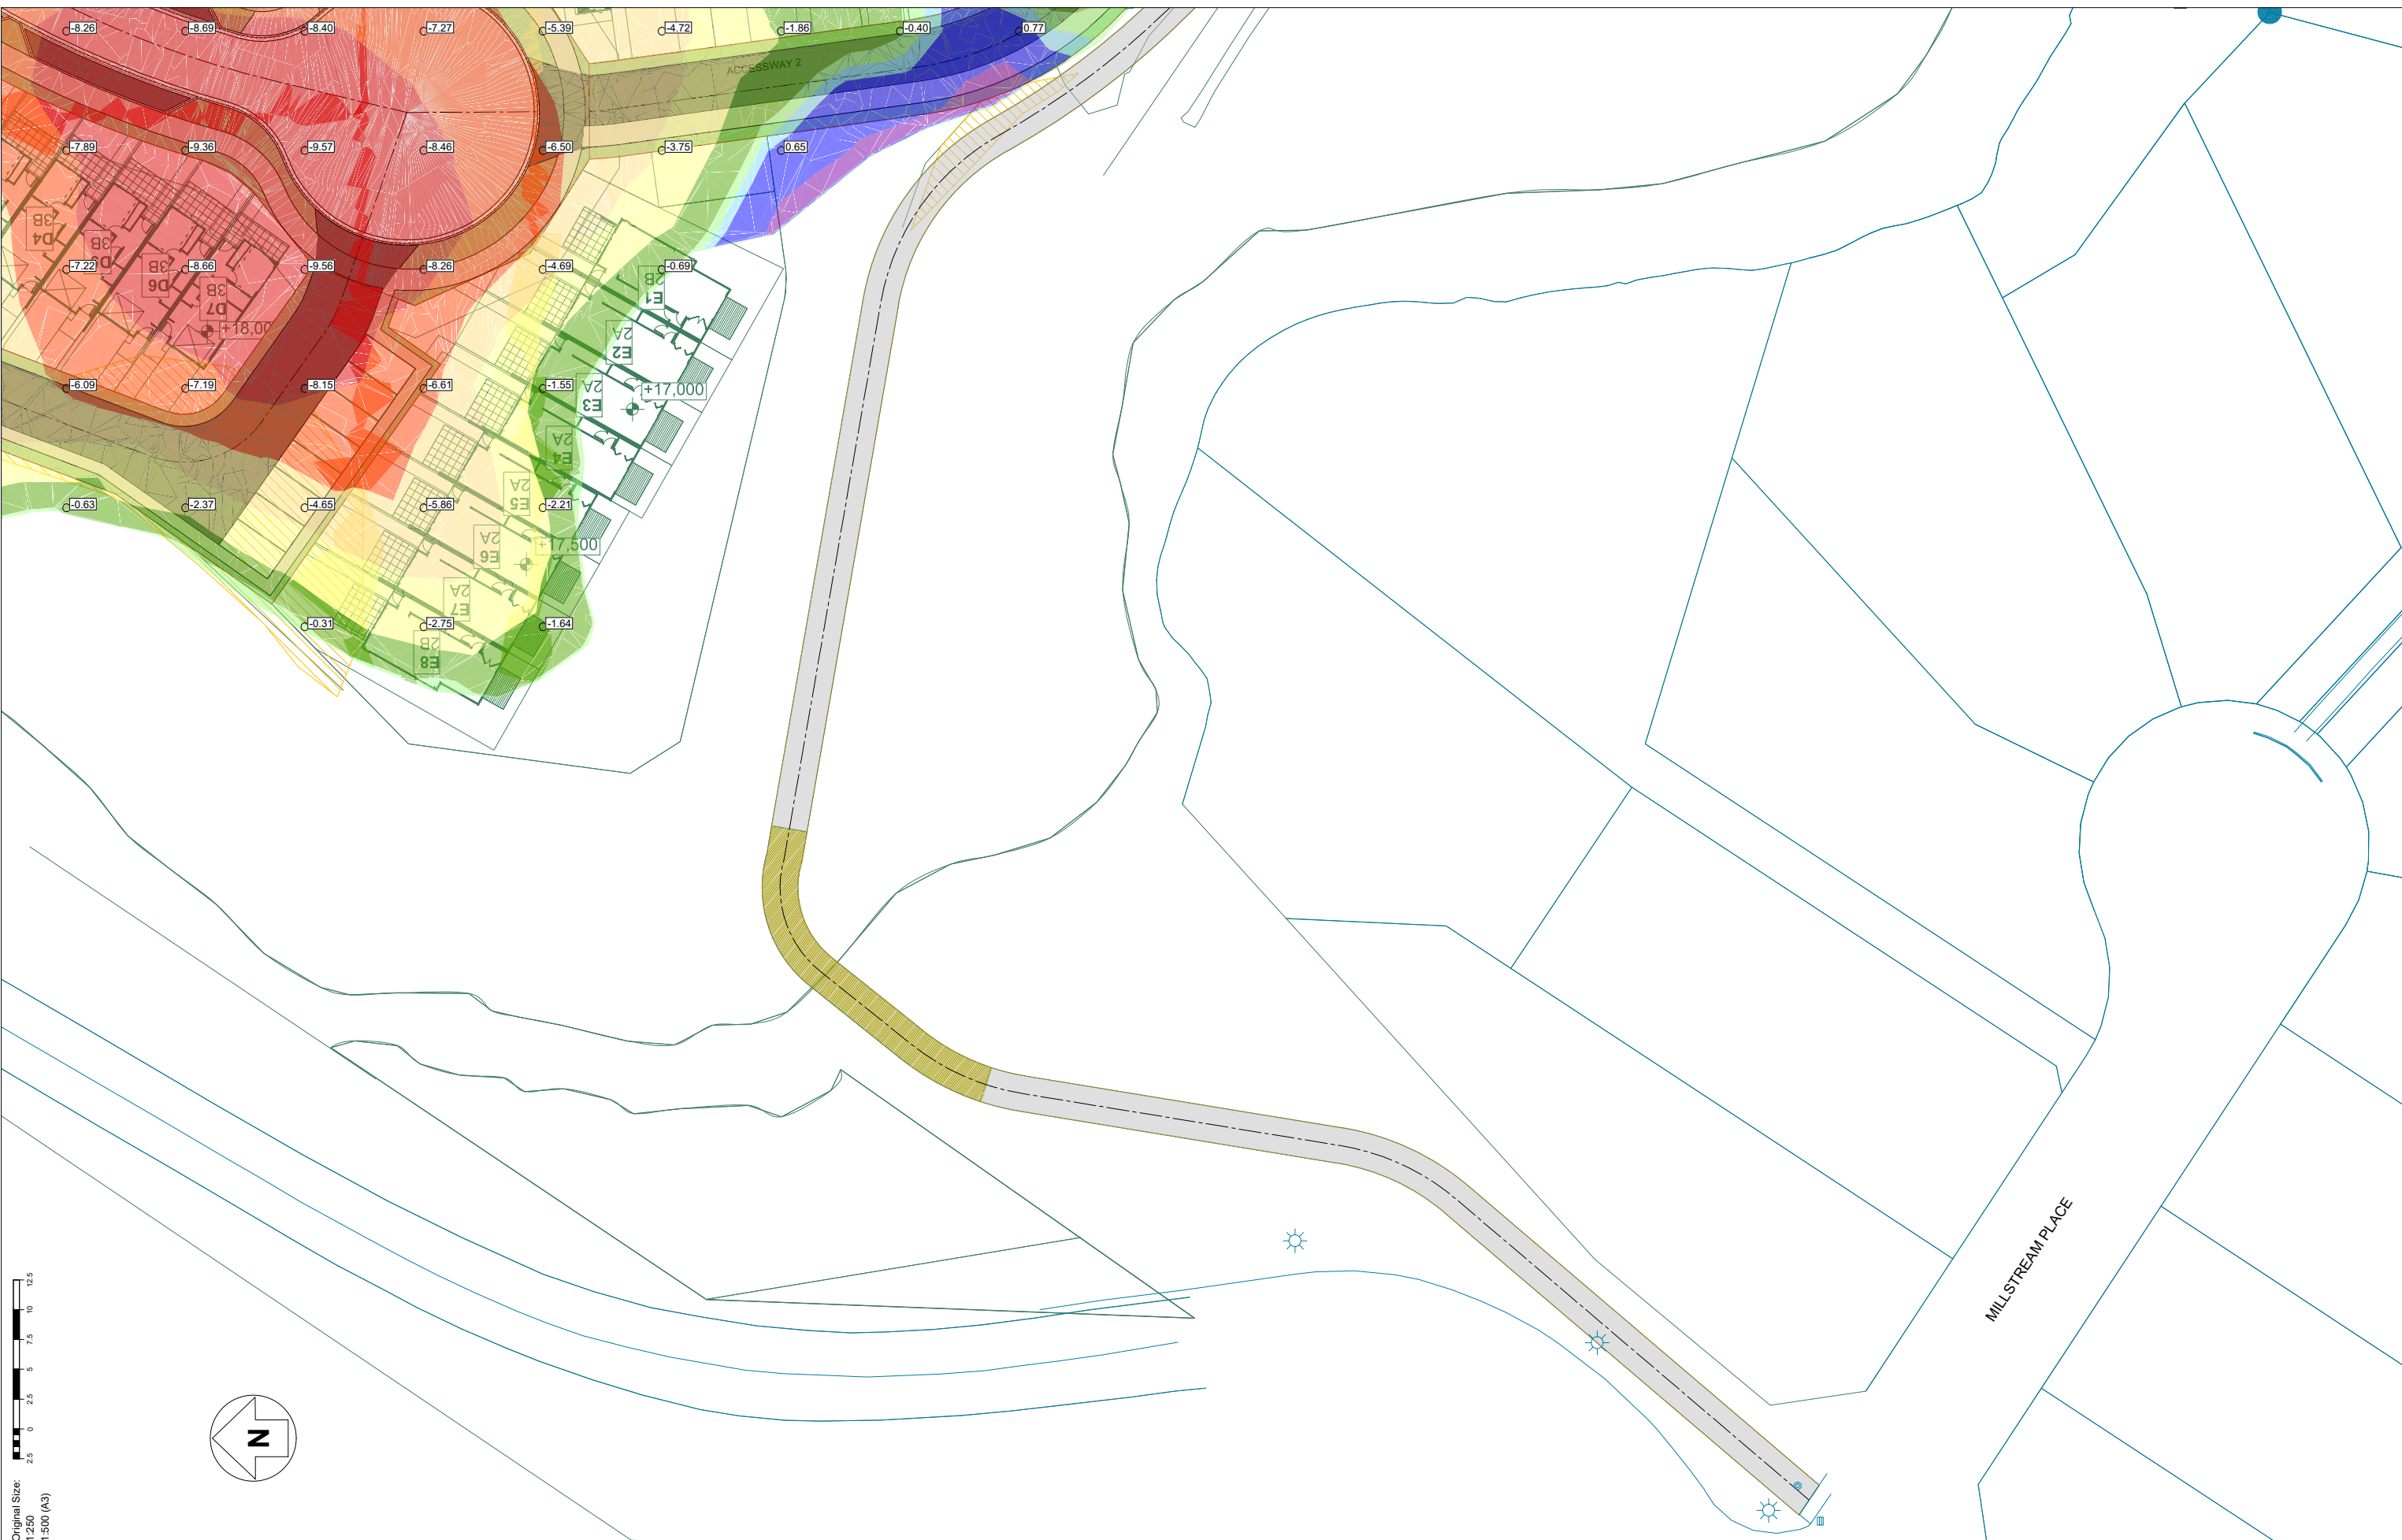 -8.26 -8.69 -8.40 -7.27 -5.39 -4.72 -1.86 -0.40 0.77
ACCESSWAY 2
-7.89 -9.36 -9.57 -8.46 -6.50 -3.75 0.65
D4
3B
3B
D6
3B
D7
3B
+18,00
-7.22 -8.66 -9.56 -8.26 -4.69 -0.69
E1
2B
E2
2A
+17,000
-6.09 -7.19 -8.15 -6.61 -1.55
E3
2A
E4
2A
E5
2A
-0.63 -2.37 -4.65 -5.86 -2.21
E6
2A
+17,500
E7
2A
-0.31 -2.75 -1.64
E8
2B
MILLSTREAM PLACE
N
2.5 0 2.5 5 7.5 10 12.5
Original Size:
1:250
1:500 (A3)